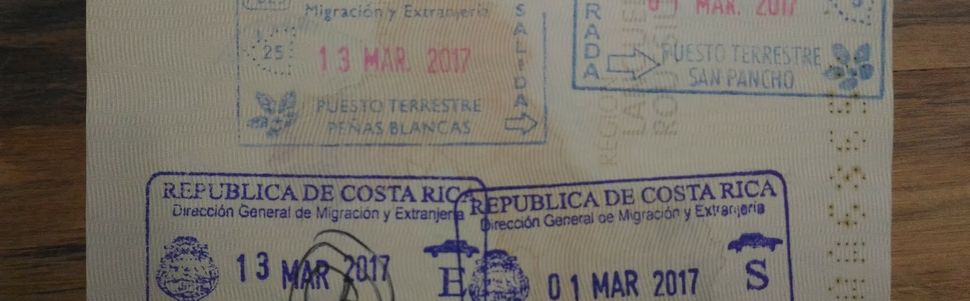 Migración y Extranjería
SALIDA
25
13 MAR. 2017
PUESTO TERRESTRE
PEÑAS BLANCAS
RADA
01 MAR. 2017
PUESTO TERRESTRE
SAN PANCHO
REPUBLICA DE COSTA RICA
Dirección General de Migración y Extranjería
13 MAR 2017
E
REPUBLICA DE COSTA RICA
Dirección General de Migración y Extranjería
01 MAR 2017
S